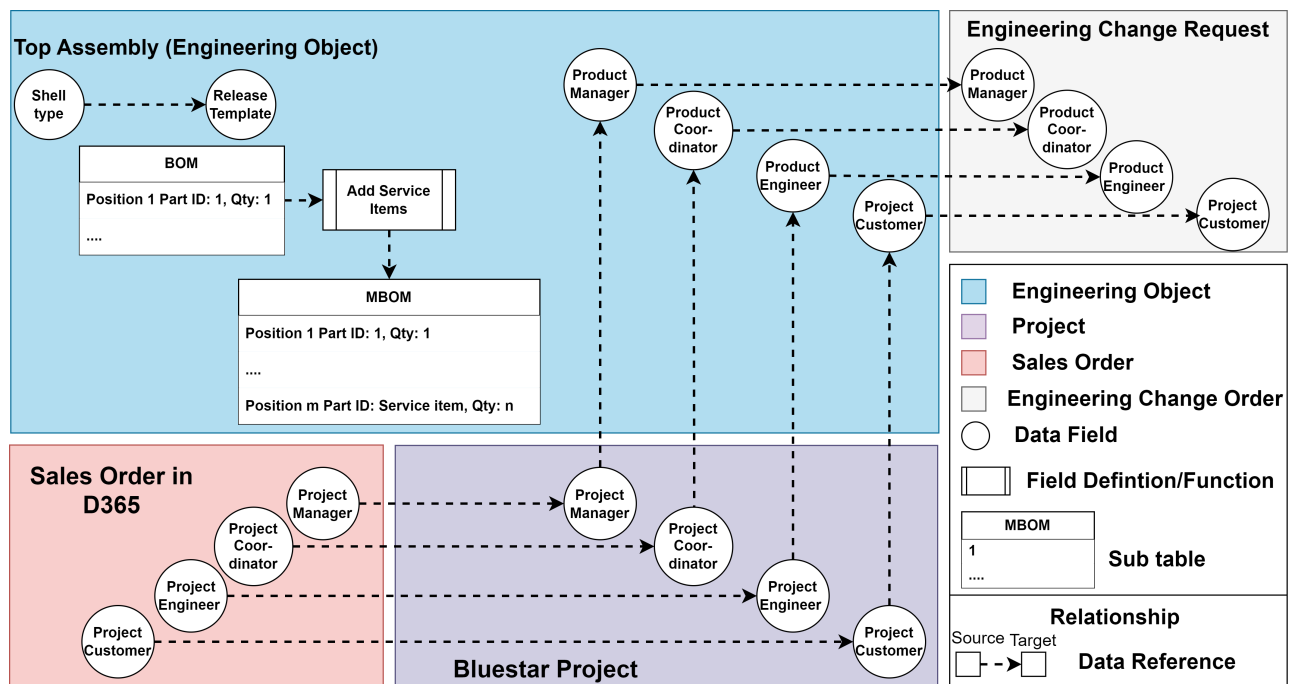 Top Assembly (Engineering Object)
Shell
type
Release
Template
BOM
Position 1 Part ID: 1, Qty: 1
....
Add Service
Items
MBOM
Position 1 Part ID: 1, Qty: 1
....
Position m Part ID: Service item, Qty: n
Product
Manager
Product
Coor-
dinator
Product
Engineer
Project
Customer
Engineering Change Request
Product
Manager
Product
Coor-
dinator
Product
Engineer
Project
Customer
Sales Order in
D365
Project
Manager
Project
Coor-
dinator
Project
Engineer
Project
Customer
Project
Manager
Project
Coor-
dinator
Project
Engineer
Project
Customer
Bluestar Project
Engineering Object
Project
Sales Order
Engineering Change Order
Data Field
Field Defintion/Function
MBOM
1
....
Sub table
Relationship
Source Target
Data Reference